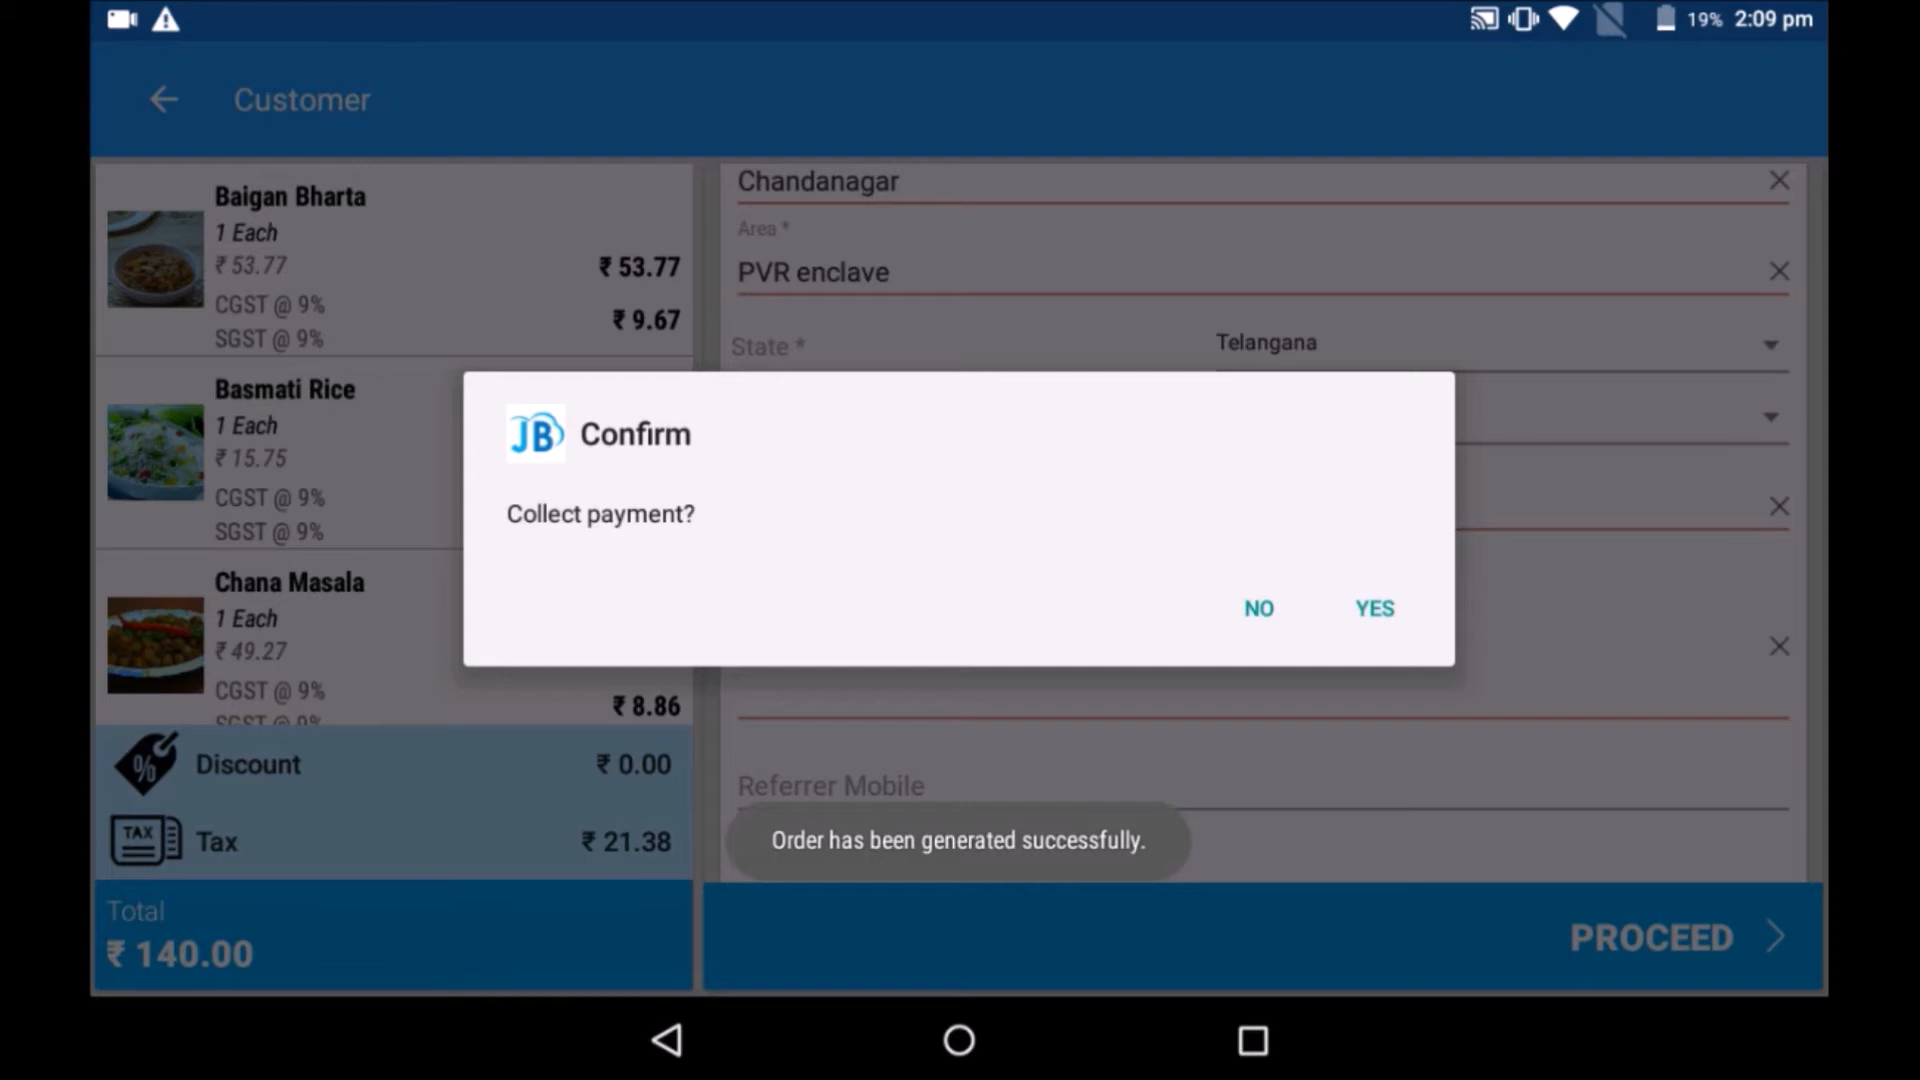 19% 2:09 pm
Customer
Baigan Bharta
1 Each
₹ 53.77
₹ 53.77
CGST @ 9%
₹ 9.67
SGST @ 9%
Basmati Rice
1 Each
₹ 15.75
CGST @ 9%
SGST @ 9%
Chana Masala
1 Each
₹ 49.27
CGST @ 9%
₹ 8.86
SGST @ 9%
% Discount ₹ 0.00
TAX Tax ₹ 21.38
Total
₹ 140.00
Chandanagar
Area *
PVR enclave
State * Telangana
JB Confirm
Collect payment?
NO YES
Referrer Mobile
Order has been generated successfully.
PROCEED